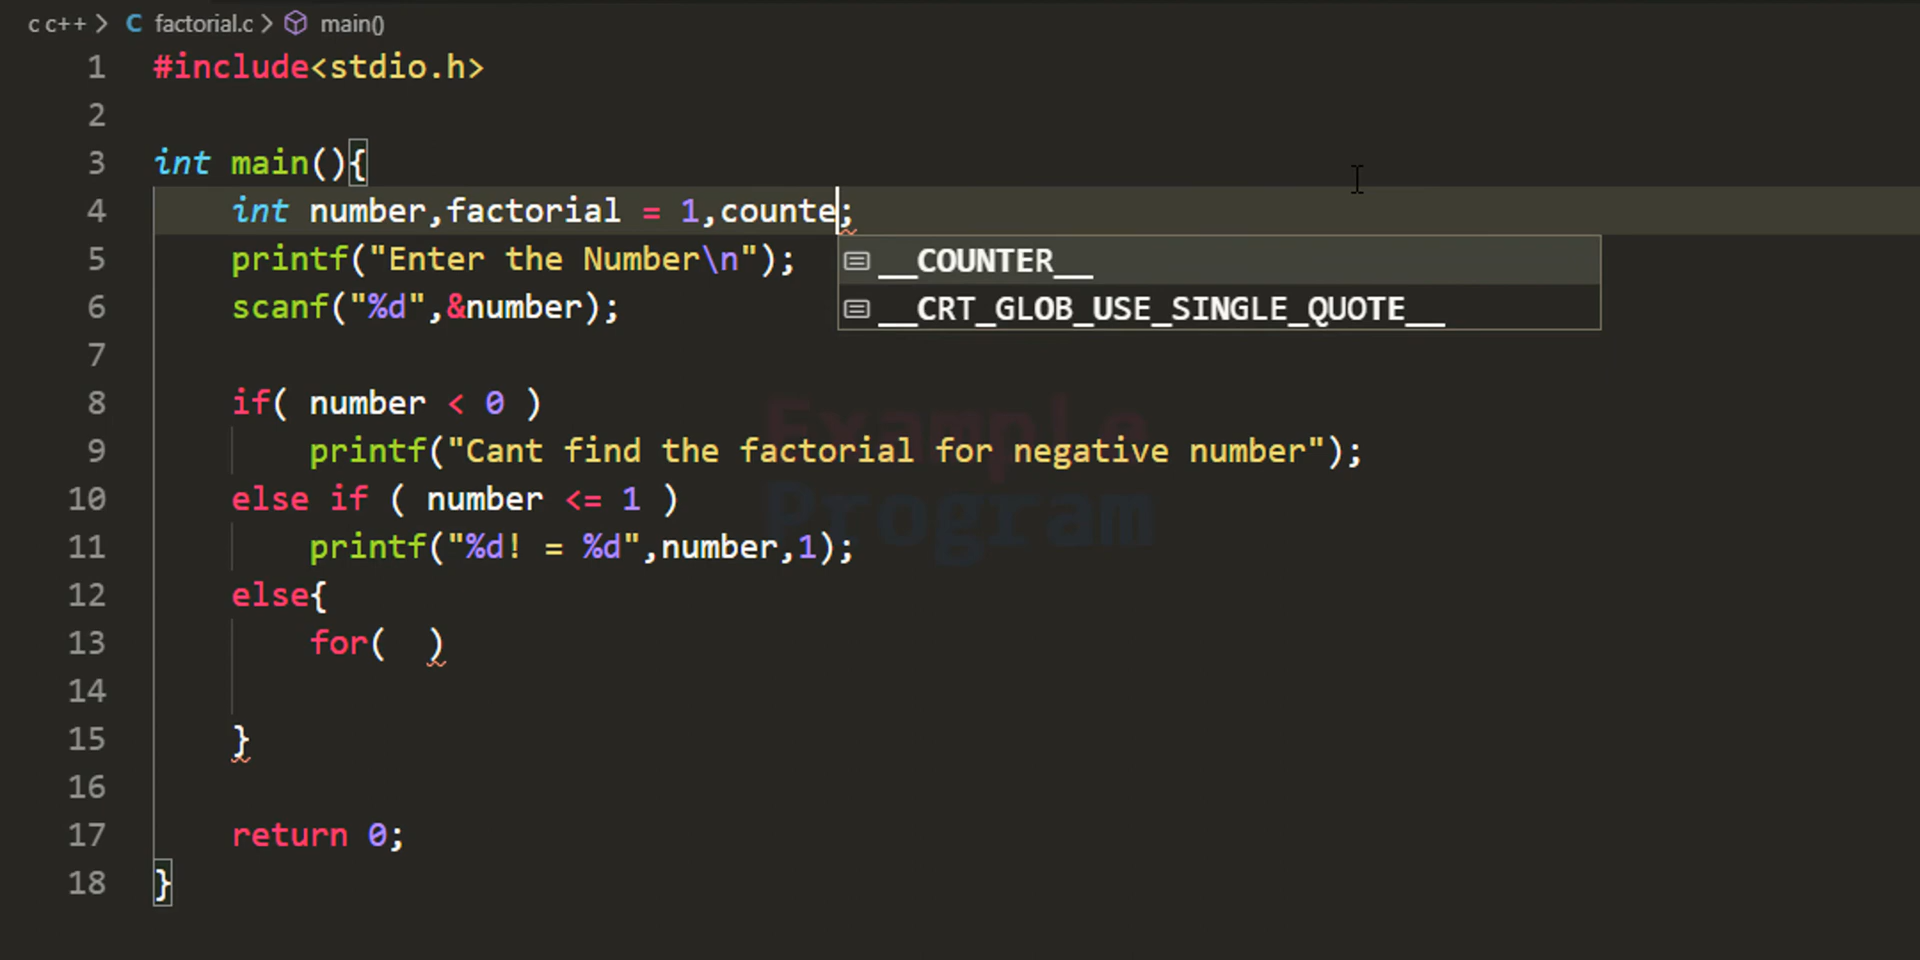 c c++ > C factorial.c > main()
1 #include<stdio.h>
2
3 int main(){
4 int number,factorial = 1,counte;
5 printf("Enter the Number\n");
__COUNTER__
6 scanf("%d",&number);
__CRT_GLOB_USE_SINGLE_QUOTE__
7
8 if( number < 0 )
Example
9 printf("Cant find the factorial for negative number");
10 else if ( number <= 1 )
Program
11 printf("%d! = %d",number,1);
12 else{
13 for(  )
14
15 }
16
17 return 0;
18 }